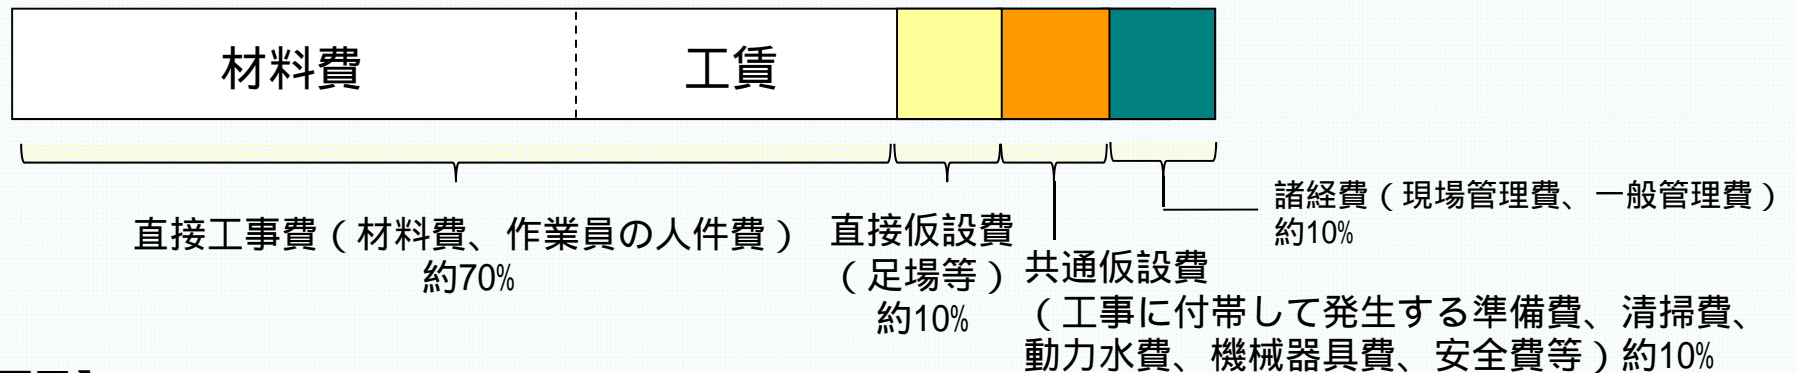 材料費
工賃
直接工事費（材料費、作業員の人件費）
約70%
直接仮設費
（足場等）
約10%
共通仮設費
（工事に付帯して発生する準備費、清掃費、
動力水費、機械器具費、安全費等）約10%
諸経費（現場管理費、一般管理費）
約10%